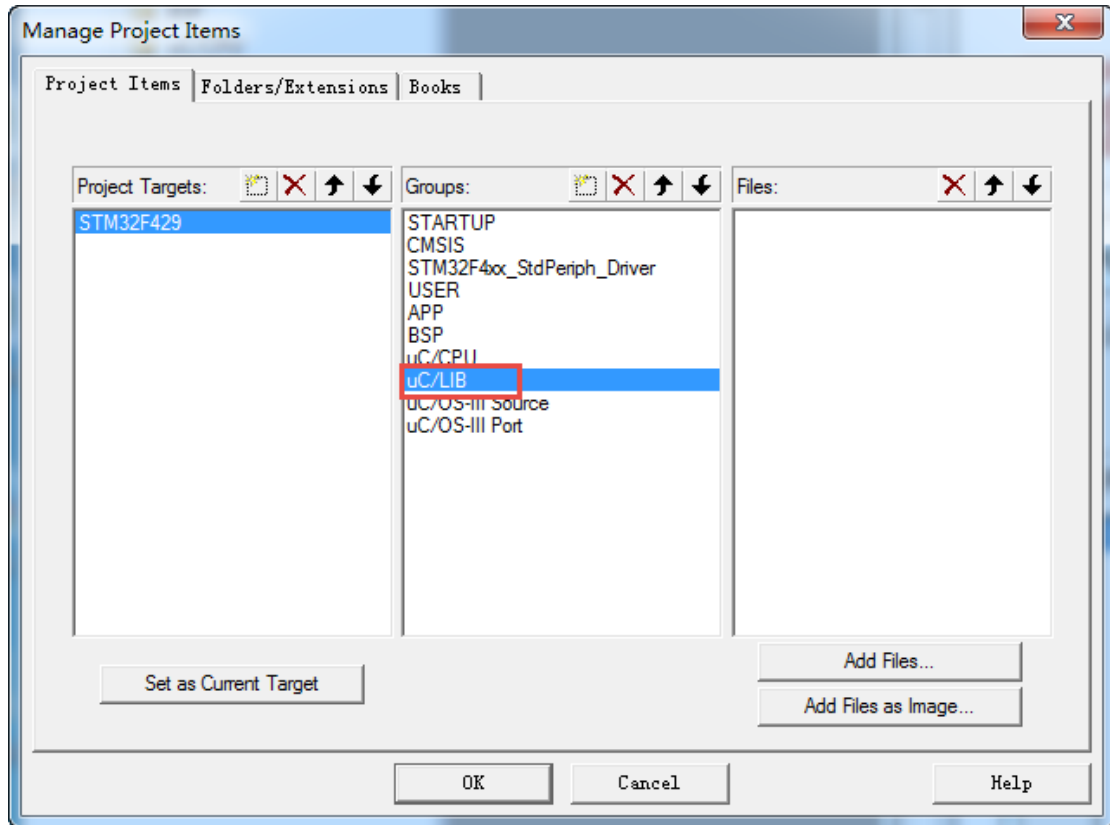 Manage Project Items
Project Items Folders/Extensions Books
Project Targets: Groups: Files:
STM32F429
STARTUP
CMSIS
STM32F4xx_StdPeriph_Driver
USER
APP
BSP
uC/CPU
uC/LIB
uC/OS-III Source
uC/OS-III Port
Set as Current Target
Add Files...
Add Files as Image...
OK Cancel Help